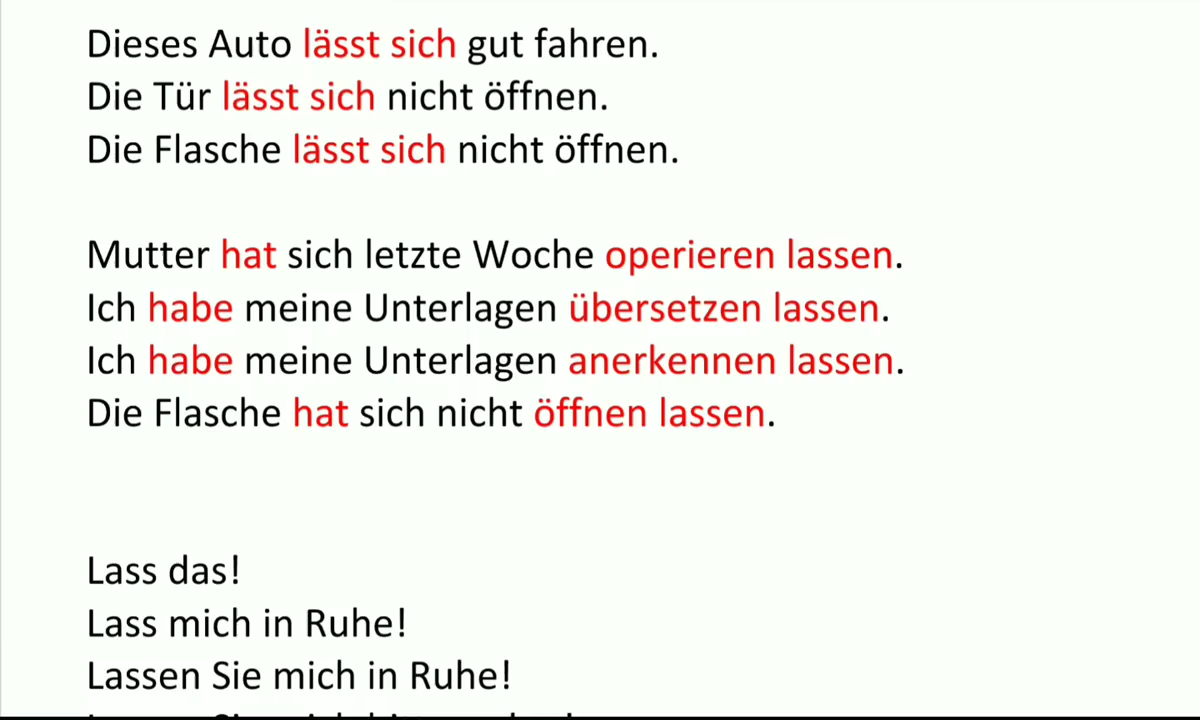 Dieses Auto lässt sich gut fahren.
Die Tür lässt sich nicht öffnen.
Die Flasche lässt sich nicht öffnen.
Mutter hat sich letzte Woche operieren lassen.
Ich habe meine Unterlagen übersetzen lassen.
Ich habe meine Unterlagen anerkennen lassen.
Die Flasche hat sich nicht öffnen lassen.
Lass das!
Lass mich in Ruhe!
Lassen Sie mich in Ruhe!